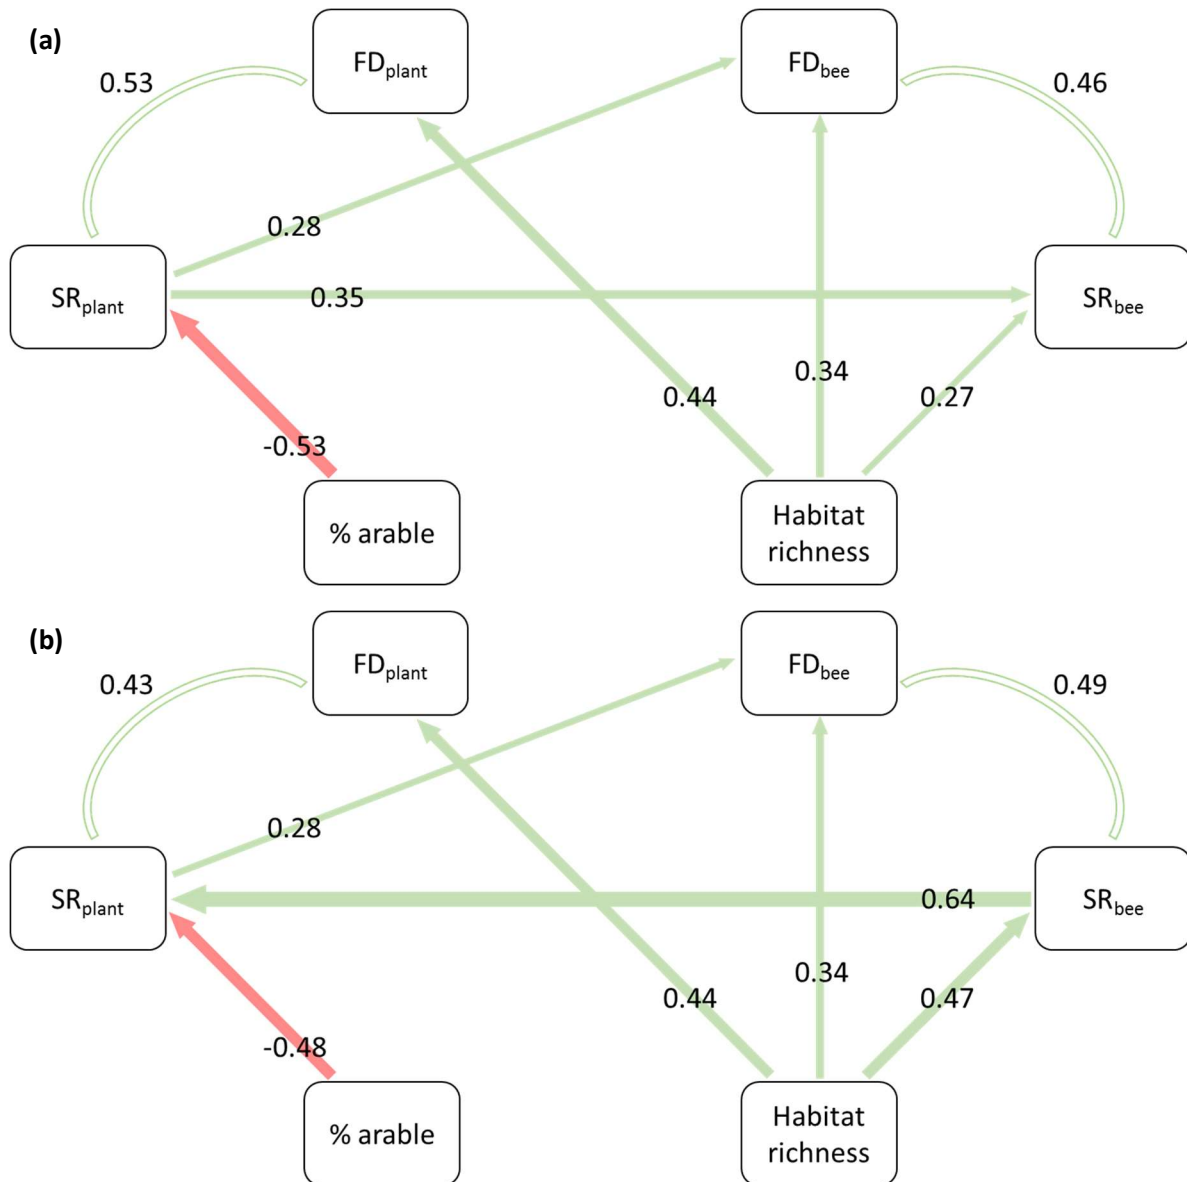 (a)
FDplant
FDbee
0.53
0.46
0.28
SRplant
0.35
SRbee
0.34
0.44
0.27
-0.53
% arable
Habitat
richness
(b)
FDplant
FDbee
0.43
0.49
0.28
SRplant
0.64
SRbee
0.34
0.44
0.47
-0.48
% arable
Habitat
richness